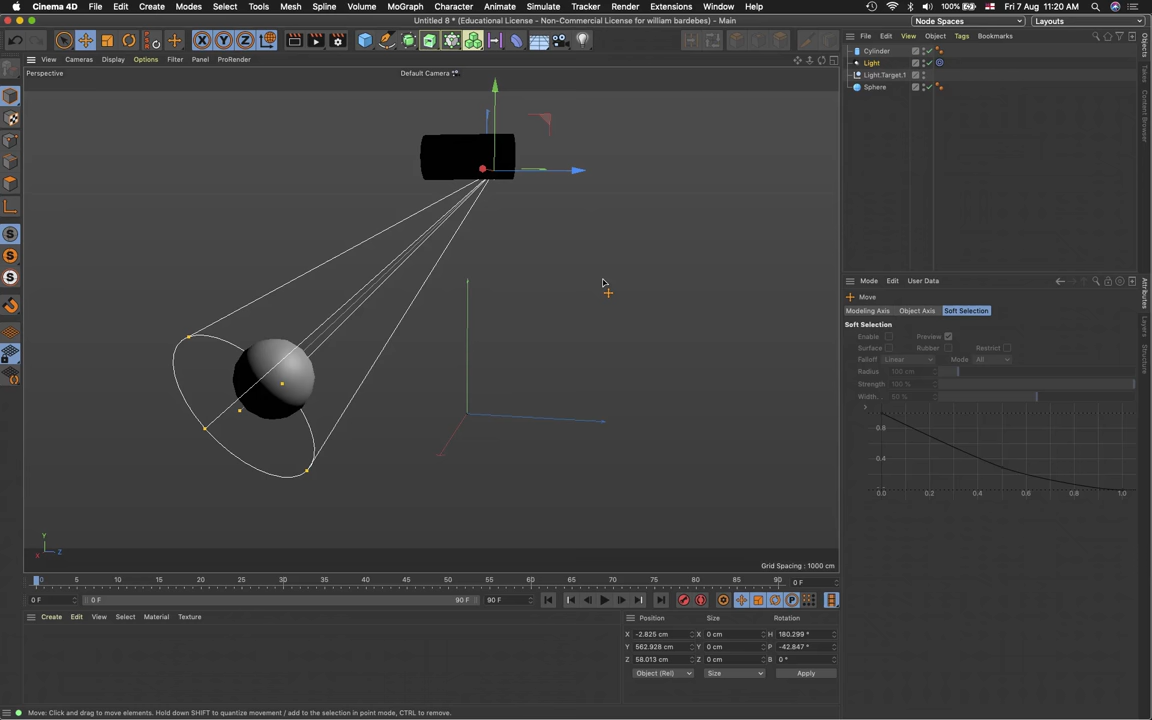 Cinema 4D File Edit Create Modes Select Tools Mesh Spline Volume MoGraph Character Animate Simulate Tracker Render Extensions Window Help 100% Fri 7 Aug 11:20 AM
Untitled 8 * (Educational License - Non-Commercial License for william bardebes) - Main
Node Spaces Layouts
View Cameras Display Options Filter Panel ProRender
File Edit View Object Tags Bookmarks
Perspective
Default Camera
Cylinder
Light
Light.Target.1
Sphere
Objects
Takes
Content Browser
Mode Edit User Data
Move
Modeling Axis Object Axis Soft Selection
Soft Selection
Enable Preview
Surface Rubber Restrict
Falloff Linear Mode All
Radius 100 cm
Strength 100 %
Width. . 50 %
0.8
0.4
0.0 0.2 0.4 0.6 0.8 1.0
Attributes
Layers
Structure
Y
X Z
Grid Spacing : 1000 cm
0 5 10 15 20 25 30 35 40 45 50 55 60 65 70 75 80 85 90 0 F
0 F 0 F 90 F 90 F
Create Edit View Select Material Texture
Position Size Rotation
X -2.825 cm X 0 cm H 180.299 °
Y 562.928 cm Y 0 cm P -42.847 °
Z 58.013 cm Z 0 cm B 0 °
Object (Rel) Size Apply
Move: Click and drag to move elements. Hold down SHIFT to quantize movement / add to the selection in point mode, CTRL to remove.